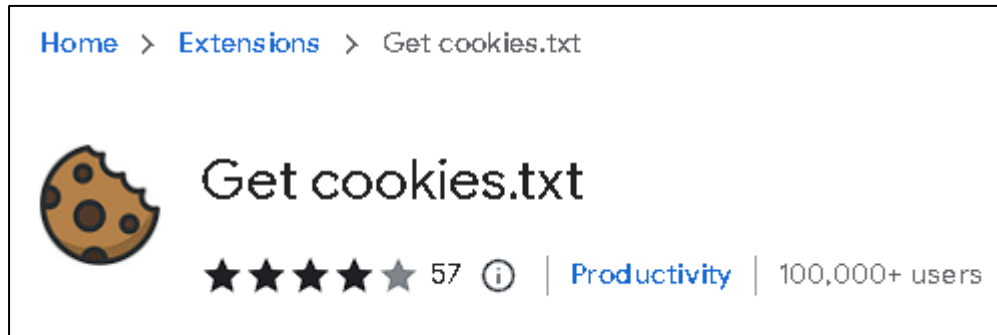 Home > Extensions > Get cookies.txt
Get cookies.txt
57 | Productivity | 100,000+ users